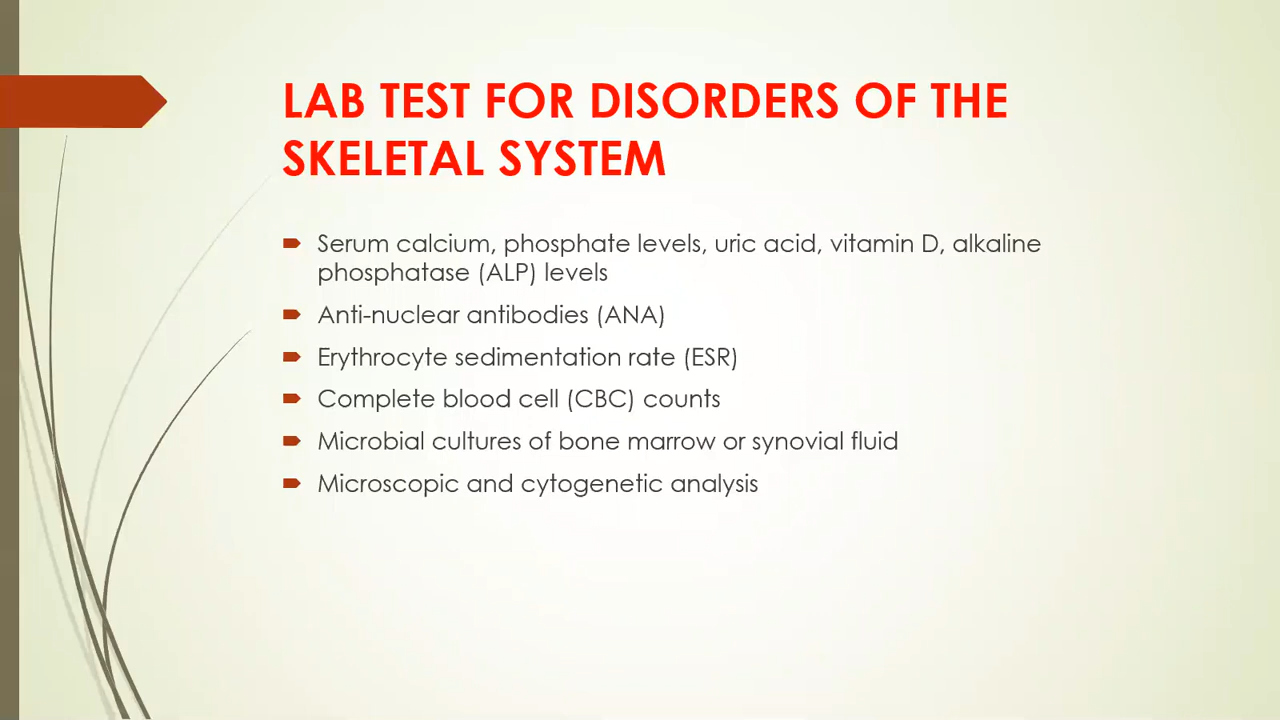 LAB TEST FOR DISORDERS OF THE
SKELETAL SYSTEM
Serum calcium, phosphate levels, uric acid, vitamin D, alkaline
phosphatase (ALP) levels
Anti-nuclear antibodies (ANA)
Erythrocyte sedimentation rate (ESR)
Complete blood cell (CBC) counts
Microbial cultures of bone marrow or synovial fluid
Microscopic and cytogenetic analysis